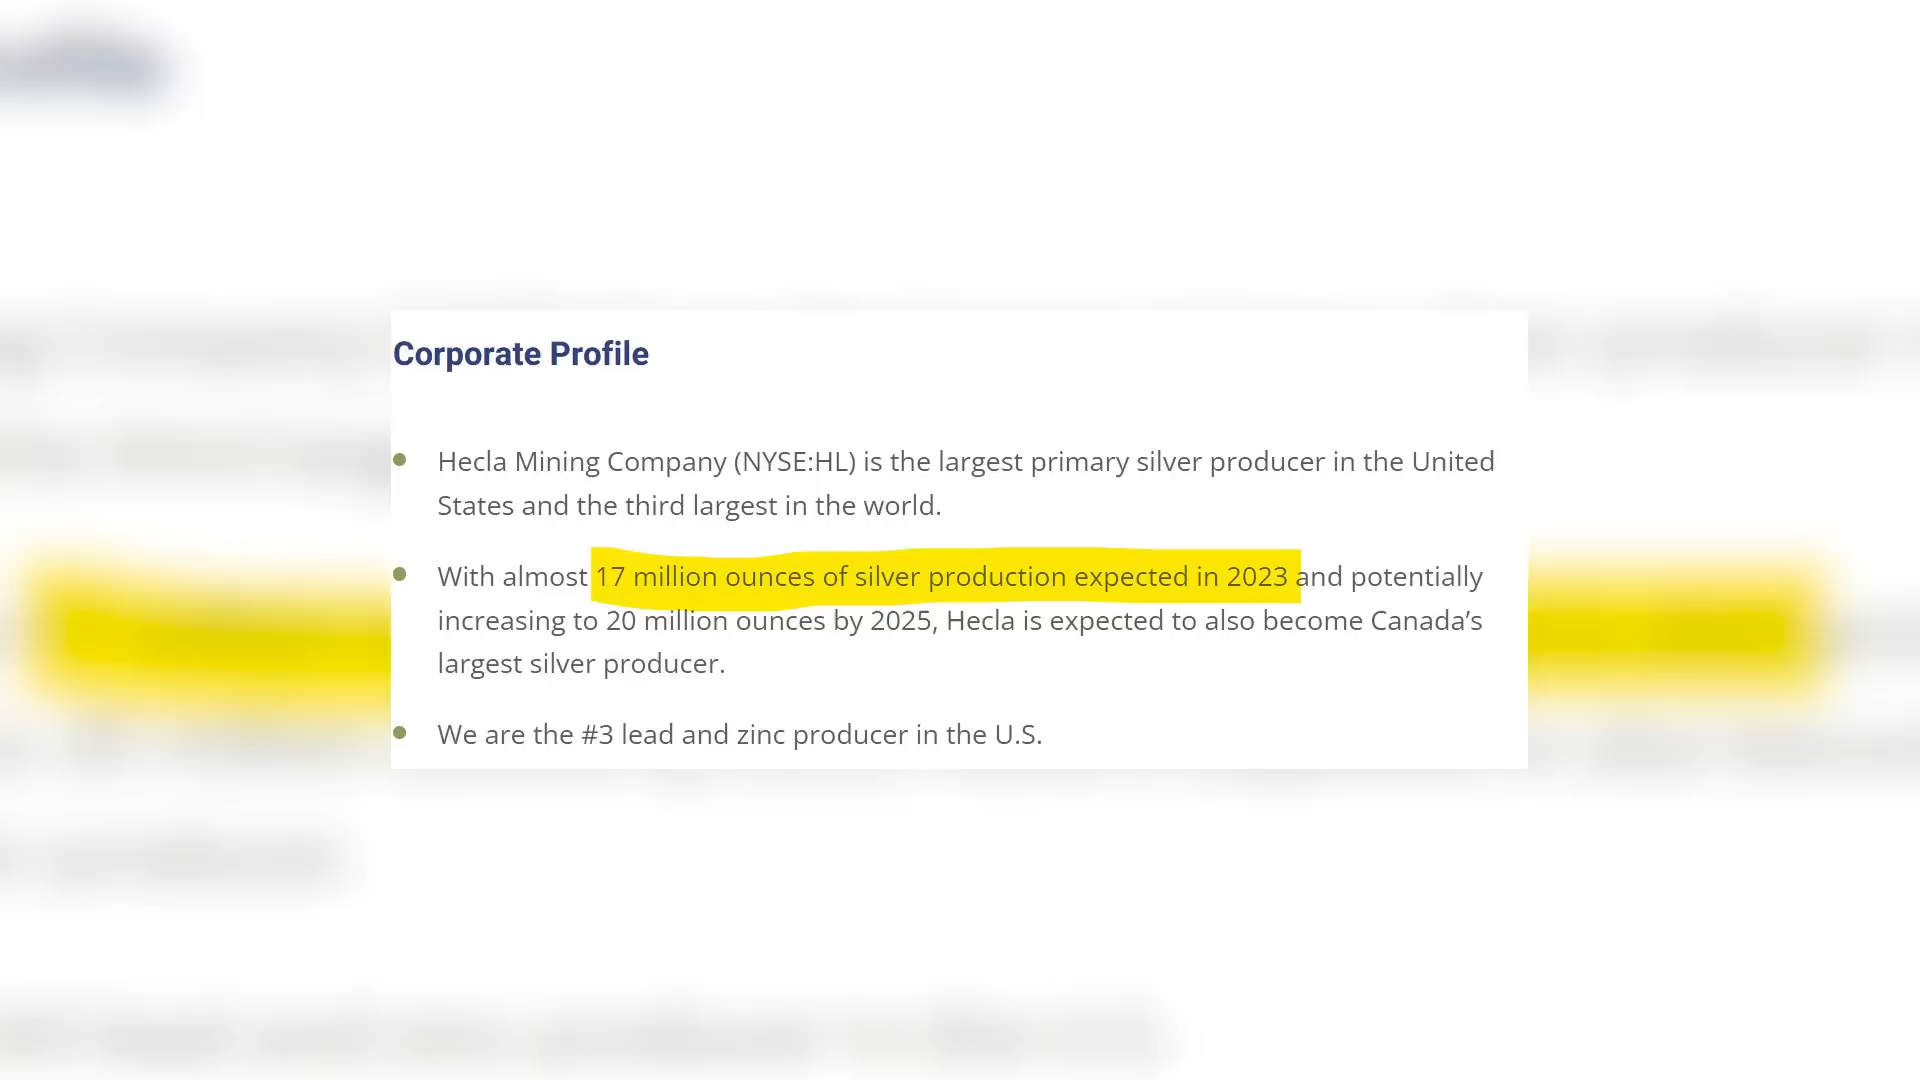 Corporate Profile
Hecla Mining Company (NYSE:HL) is the largest primary silver producer in the United
States and the third largest in the world.
With almost 17 million ounces of silver production expected in 2023 and potentially
increasing to 20 million ounces by 2025, Hecla is expected to also become Canada’s
largest silver producer.
We are the #3 lead and zinc producer in the U.S.